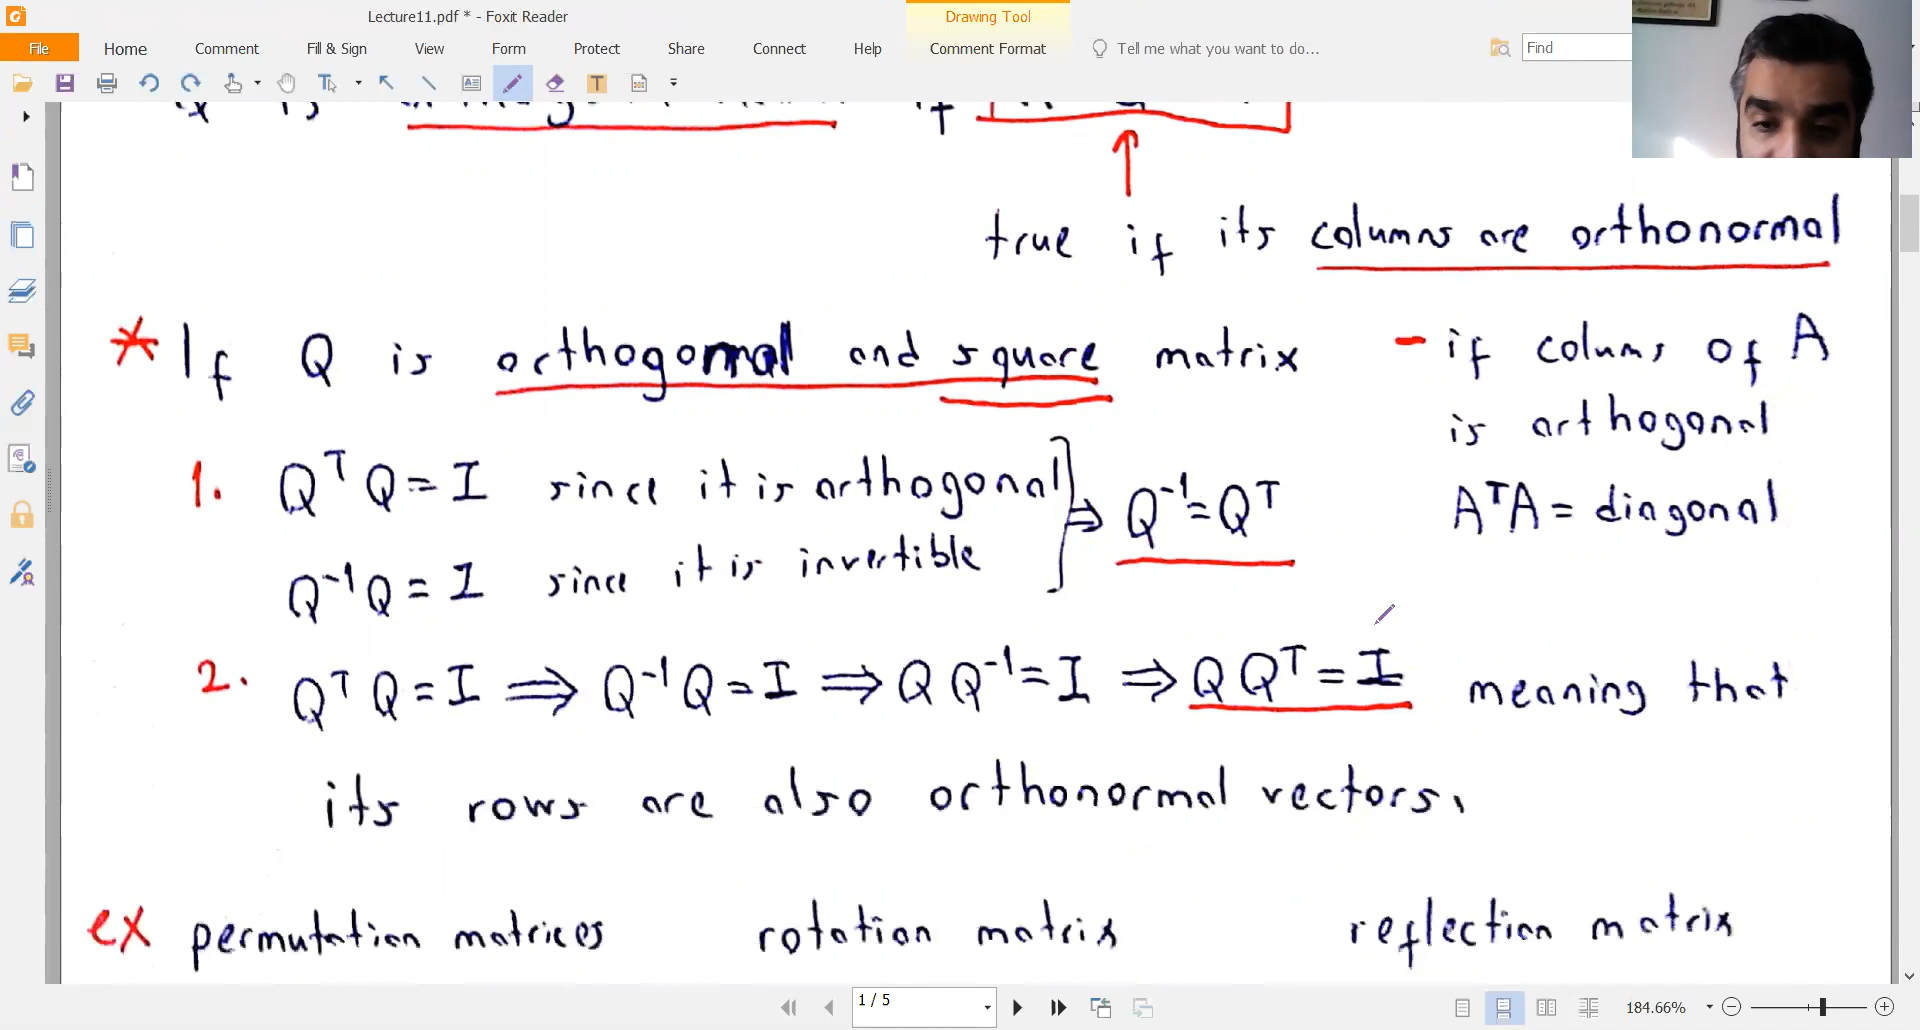 Lecture11.pdf * - Foxit Reader
Drawing Tool
File Home Comment Fill & Sign View Form Protect Share Connect Help Comment Format Tell me what you want to do... Find
is if
true if its columns are orthonormal
* If Q is orthogonal and square matrix
- if colums of A
is orthogonal
AᵀA = diagonal
1. QᵀQ = I since it is orthogonal
Q⁻¹Q = I since it is invertible
⇒ Q⁻¹ = Qᵀ
2. QᵀQ = I ⇒ Q⁻¹Q = I ⇒ QQ⁻¹ = I ⇒ QQᵀ = I meaning that
its rows are also orthonormal vectors.
ex permutation matrices rotation matrix reflection matrix
1 / 5
184.66%